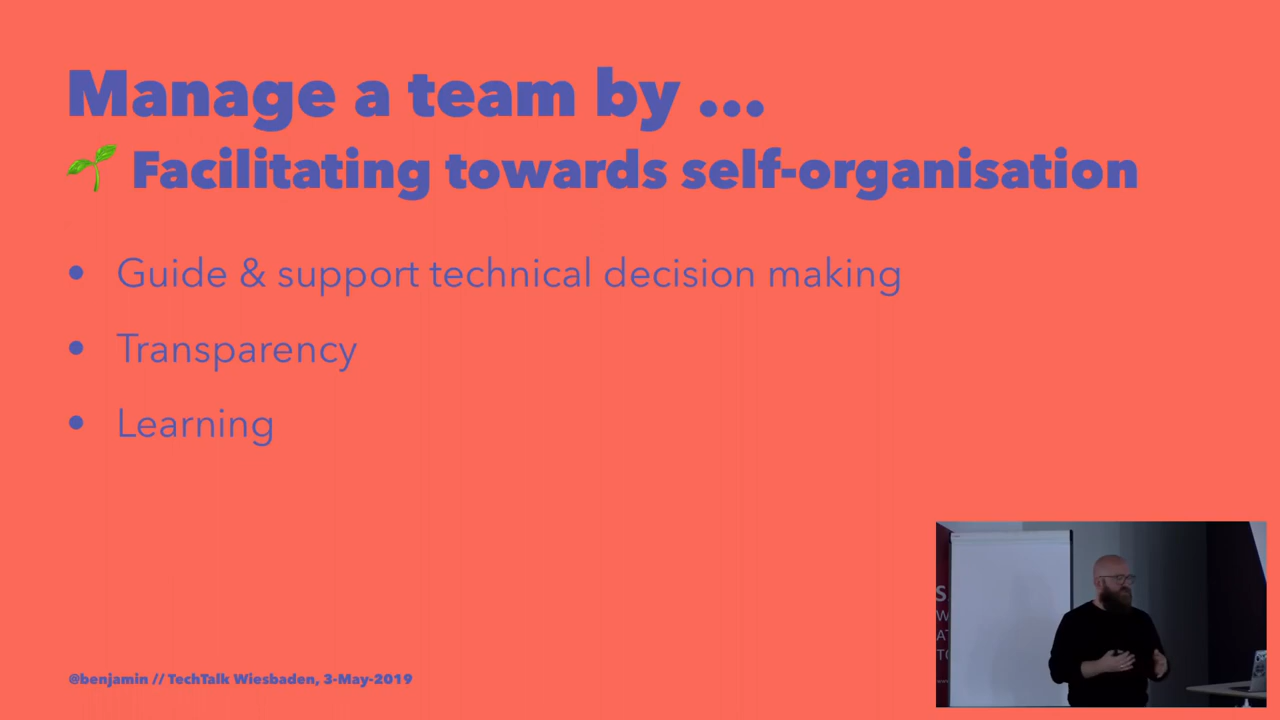 Manage a team by ...
🌱 Facilitating towards self-organisation
• Guide & support technical decision making
• Transparency
• Learning
@benjamin // TechTalk Wiesbaden, 3-May-2019